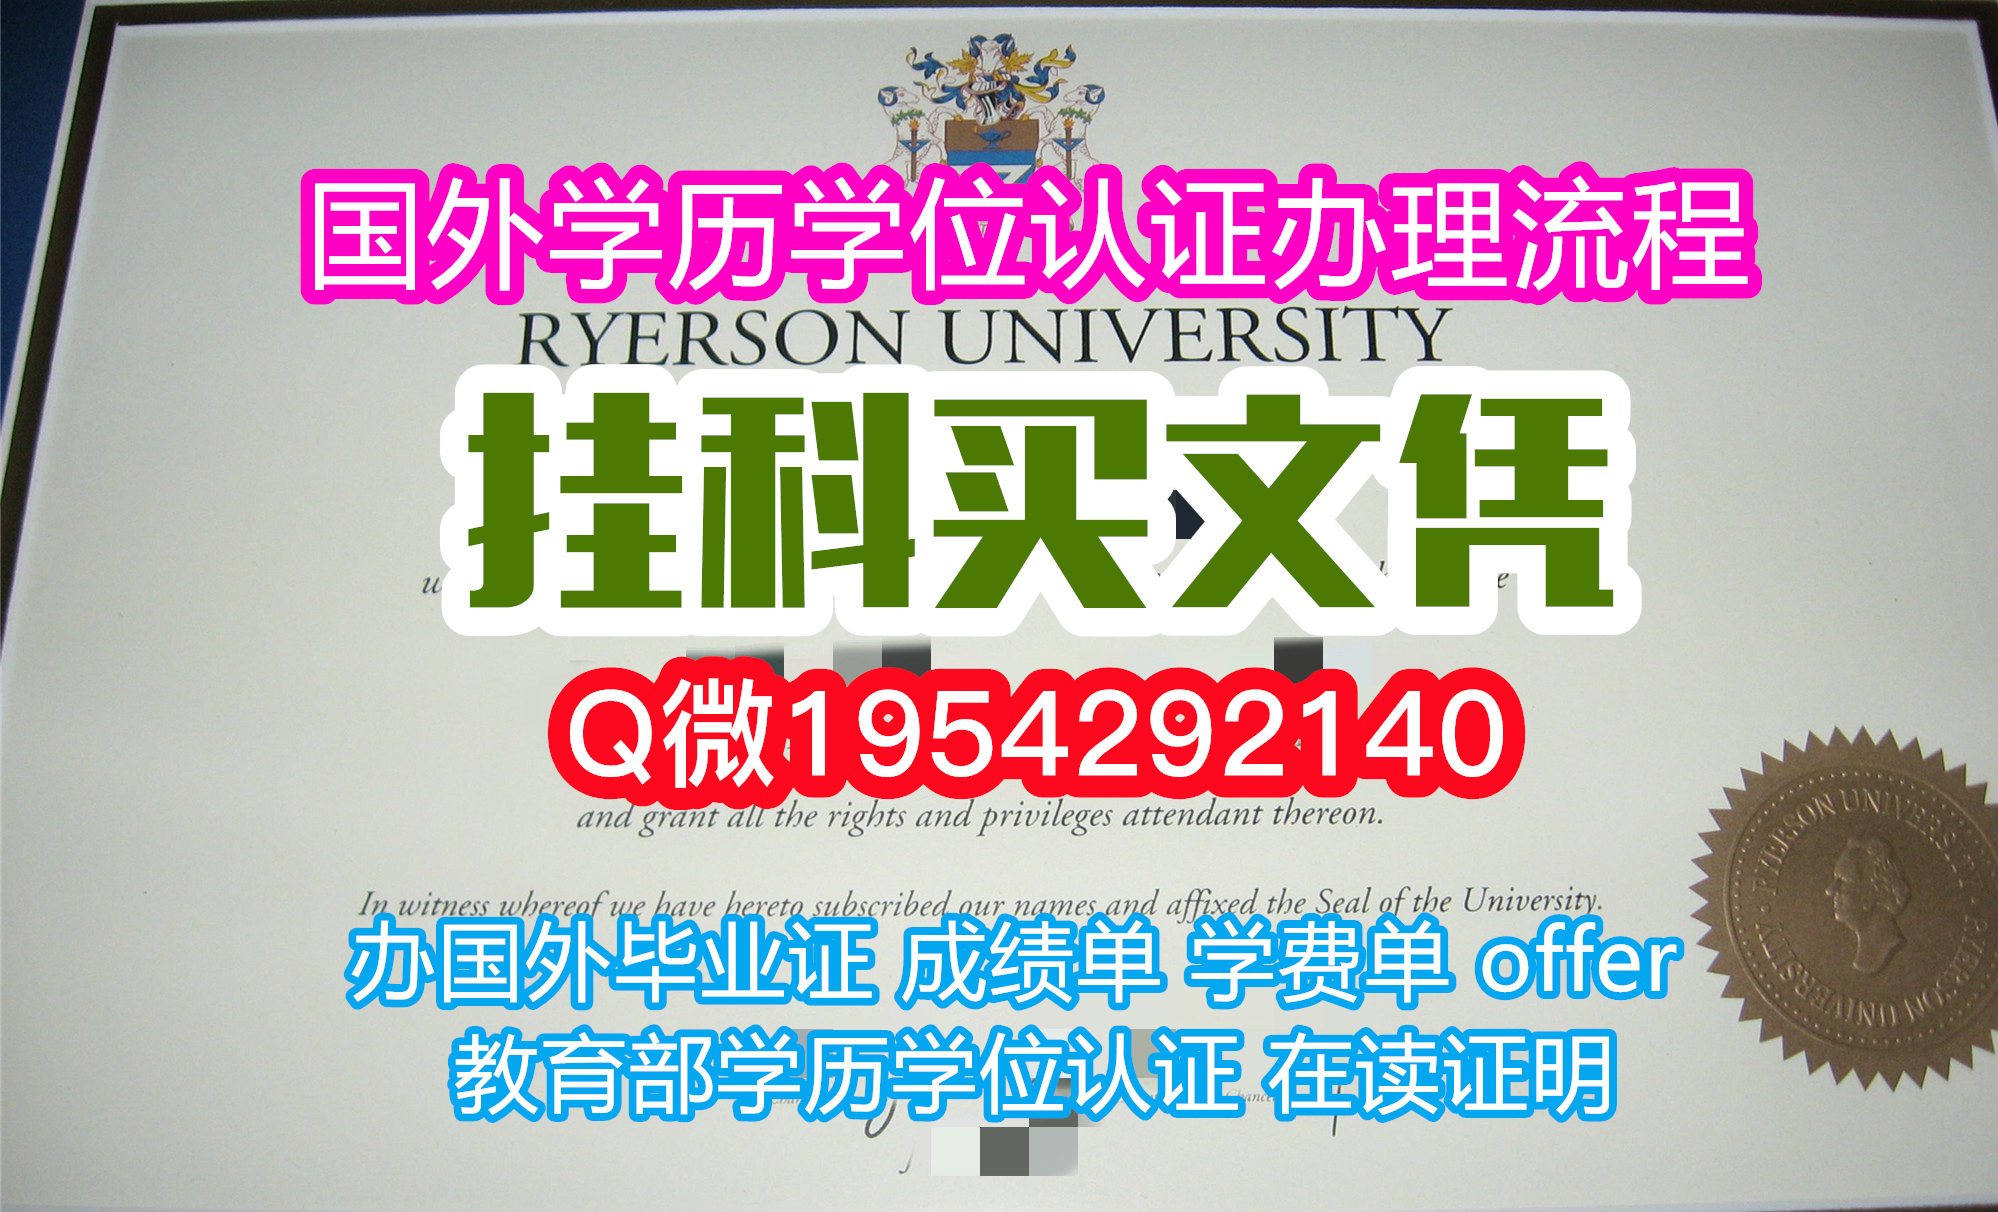 国外学历学位认证办理流程
RYERSON UNIVERSITY
挂科买文凭
Q微1954292140
and grant all the rights and privileges attendant thereon.
In witness whereof we have hereto subscribed our names and affixed the Seal of the University.
办国外毕业证 成绩单 学费单 offer
教育部学历学位认证 在读证明
RYERSON UNIVERSITY
RYERSON UNIVERSITY